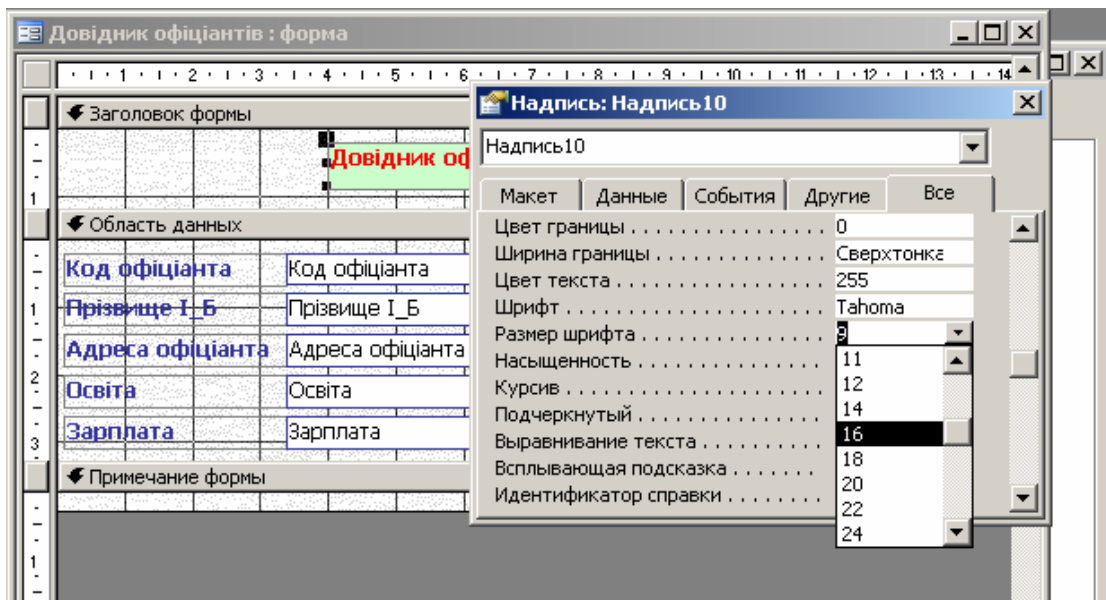 Довідник офіціантів : форма
1 2 3 4 5 6 7 8 9 10 11 12 13 14
Заголовок формы
Довідник оф
1
Область данных
Код офіціанта Код офіціанта
1 Прізвище І_Б Прізвище І_Б
Адреса офіціанта Адреса офіціанта
2 Освіта Освіта
3 Зарплата Зарплата
Примечание формы
1
Надпись: Надпись10
Надпись10
Макет Данные События Другие Все
Цвет границы . . . . . . . . . . . . . . . . 0
Ширина границы . . . . . . . . . . . . . Сверхтонка
Цвет текста . . . . . . . . . . . . . . . . . 255
Шрифт . . . . . . . . . . . . . . . . . . . . . Tahoma
Размер шрифта . . . . . . . . . . . . . . 9
Насыщенность . . . . . . . . . . . . . . .
Курсив . . . . . . . . . . . . . . . . . . . . .
Подчеркнутый . . . . . . . . . . . . . . .
Выравнивание текста . . . . . . . . .
Всплывающая подсказка . . . . . . .
Идентификатор справки . . . . . . . .
11
12
14
16
18
20
22
24